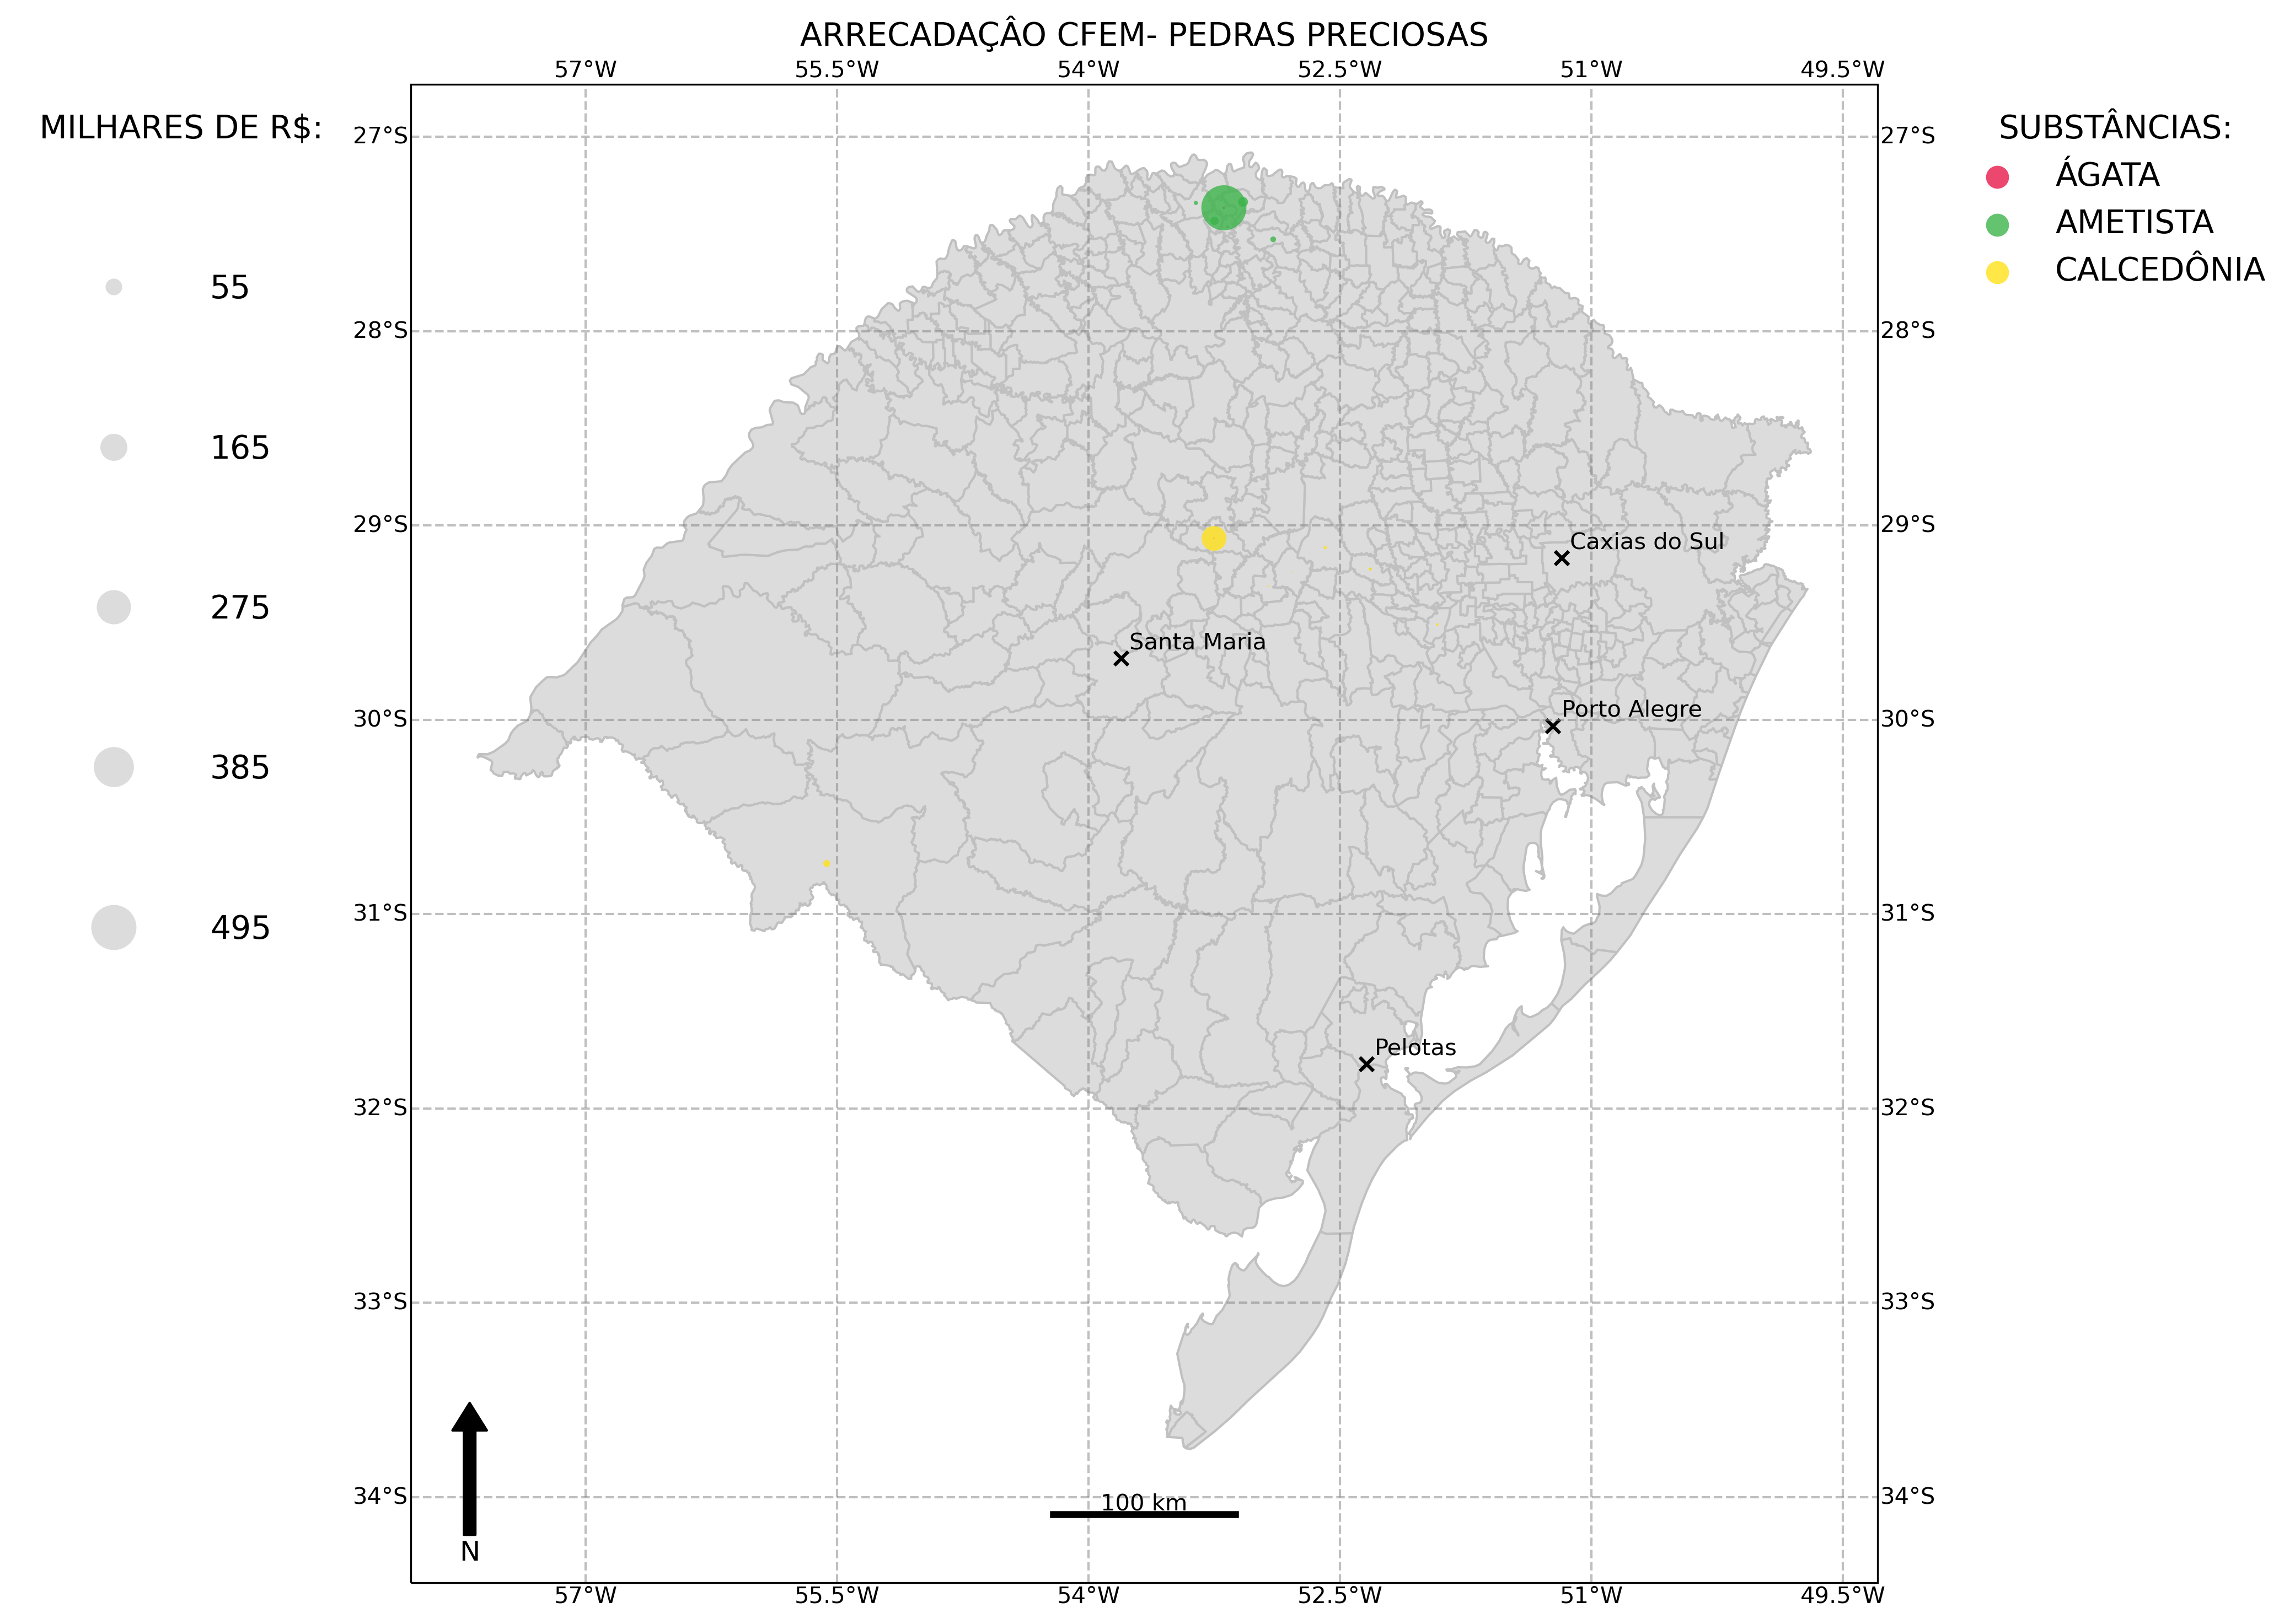 ARRECADAÇÂO CFEM- PEDRAS PRECIOSAS
57°W 55.5°W 54°W 52.5°W 51°W 49.5°W
MILHARES DE R$:
55
165
275
385
495
27°S 27°S
28°S 28°S
29°S 29°S
30°S 30°S
31°S 31°S
32°S 32°S
33°S 33°S
34°S 34°S
Caxias do Sul
Santa Maria
Porto Alegre
Pelotas
SUBSTÂNCIAS:
ÁGATA
AMETISTA
CALCEDÔNIA
100 km
N
57°W 55.5°W 54°W 52.5°W 51°W 49.5°W